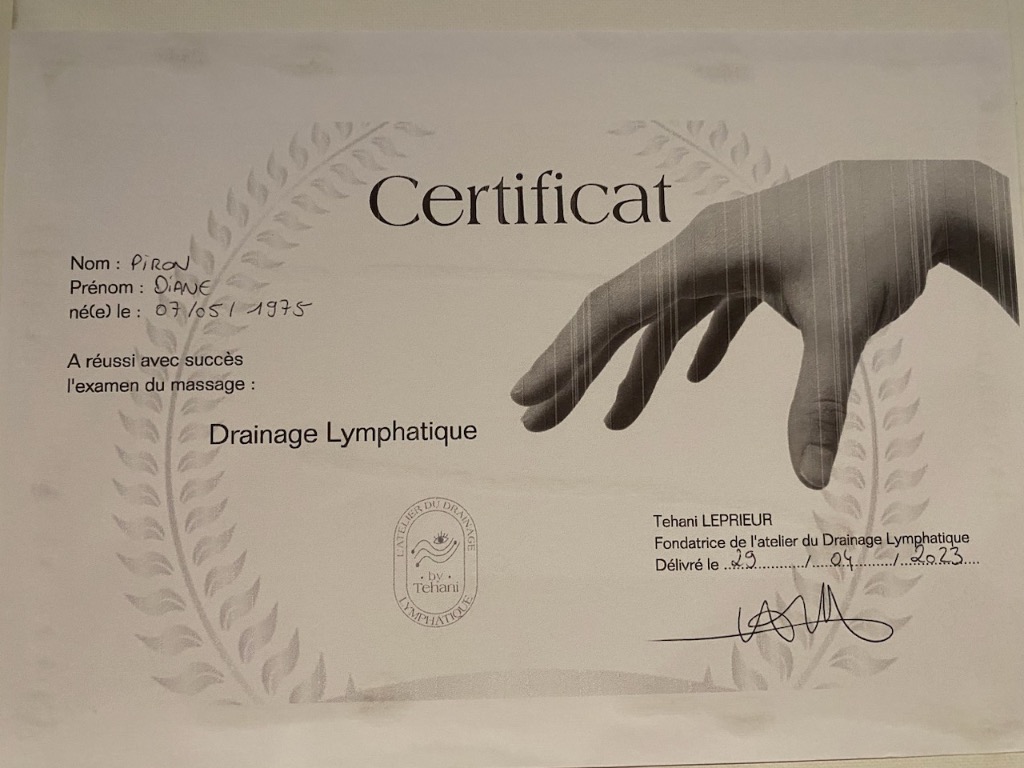 Certificat
Nom : PIRON
Prénom : DIANE
né(e) le : 07/05/1975
A réussi avec succès
l'examen du massage :
Drainage Lymphatique
L'ATELIER DU DRAINAGE
by
Tehani
LYMPHATIQUE
Tehani LEPRIEUR
Fondatrice de l'atelier du Drainage Lymphatique
Délivré le ..29............/....04........../...2023....